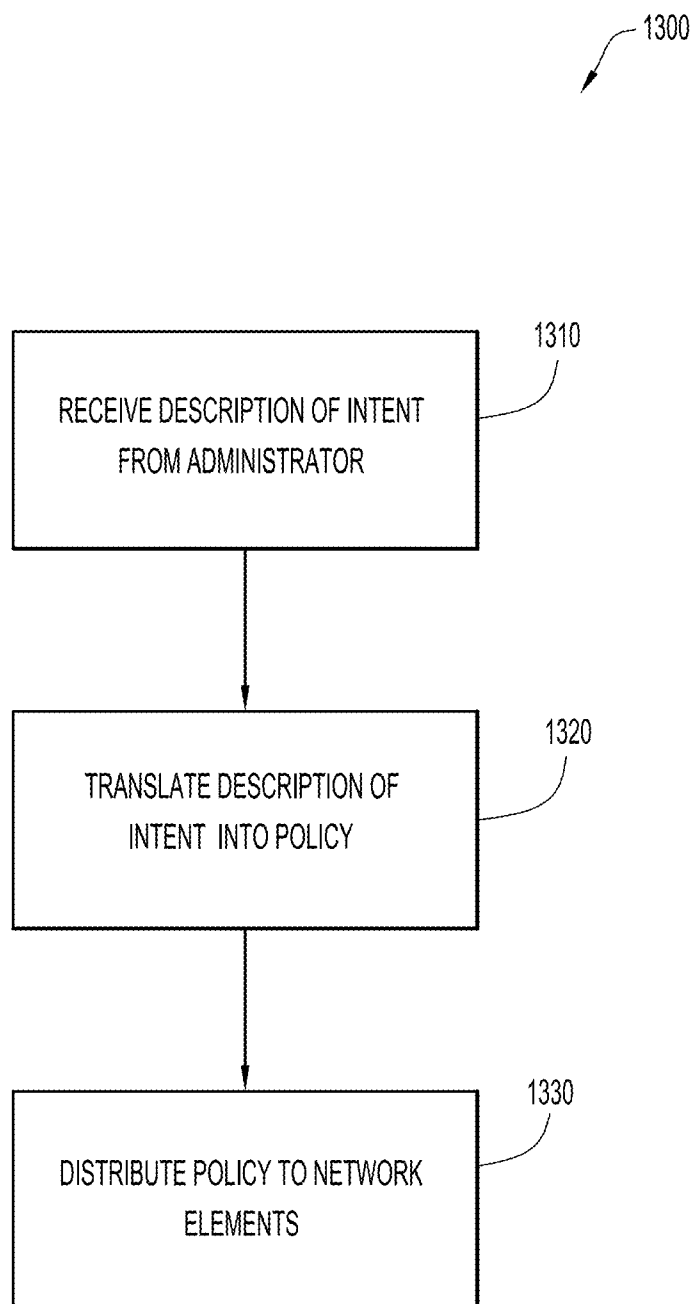 1300
1310
RECEIVE DESCRIPTION OF INTENT
FROM ADMINISTRATOR
1320
TRANSLATE DESCRIPTION OF
INTENT INTO POLICY
1330
DISTRIBUTE POLICY TO NETWORK
ELEMENTS